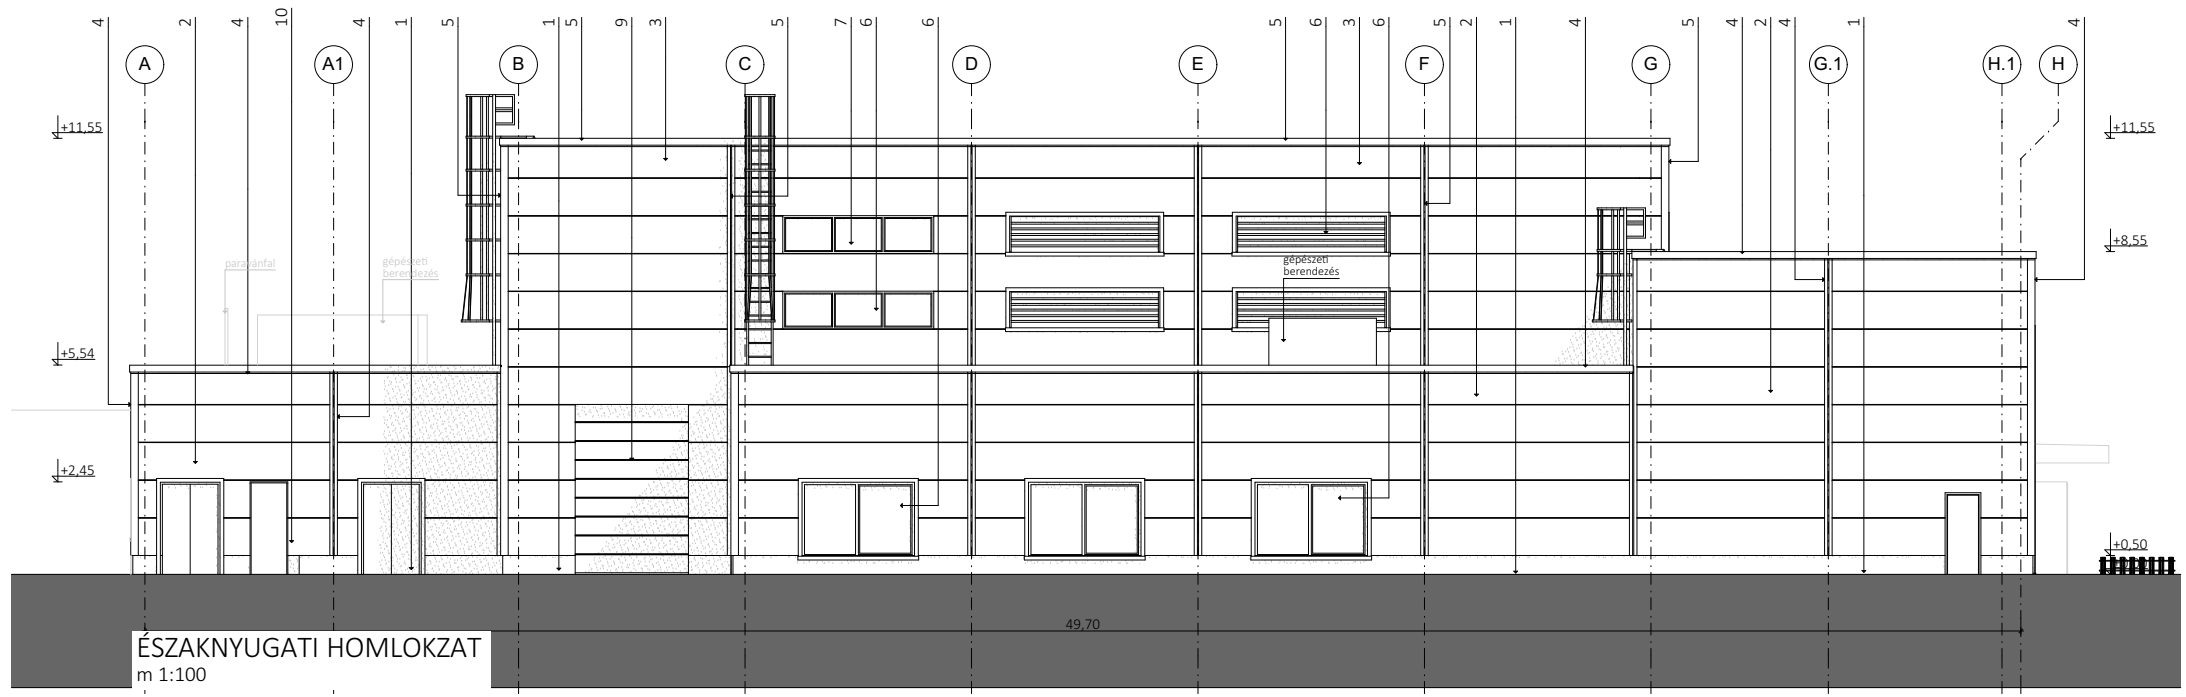 4 2 4 10 4 1 5 1 5 9 3 5 7 6 6 5 6 3 6 5 2 1 4 5 4 2 4 1 4
A A1 B C D E F G G.1 H.1 H
+11,55
+11,55
+8,55
paravánfal
gépészeti
berendezés
gépészeti
berendezés
+5,54
+2,45
+0,50
49,70
ÉSZAKNYUGATI HOMLOKZAT
m 1:100